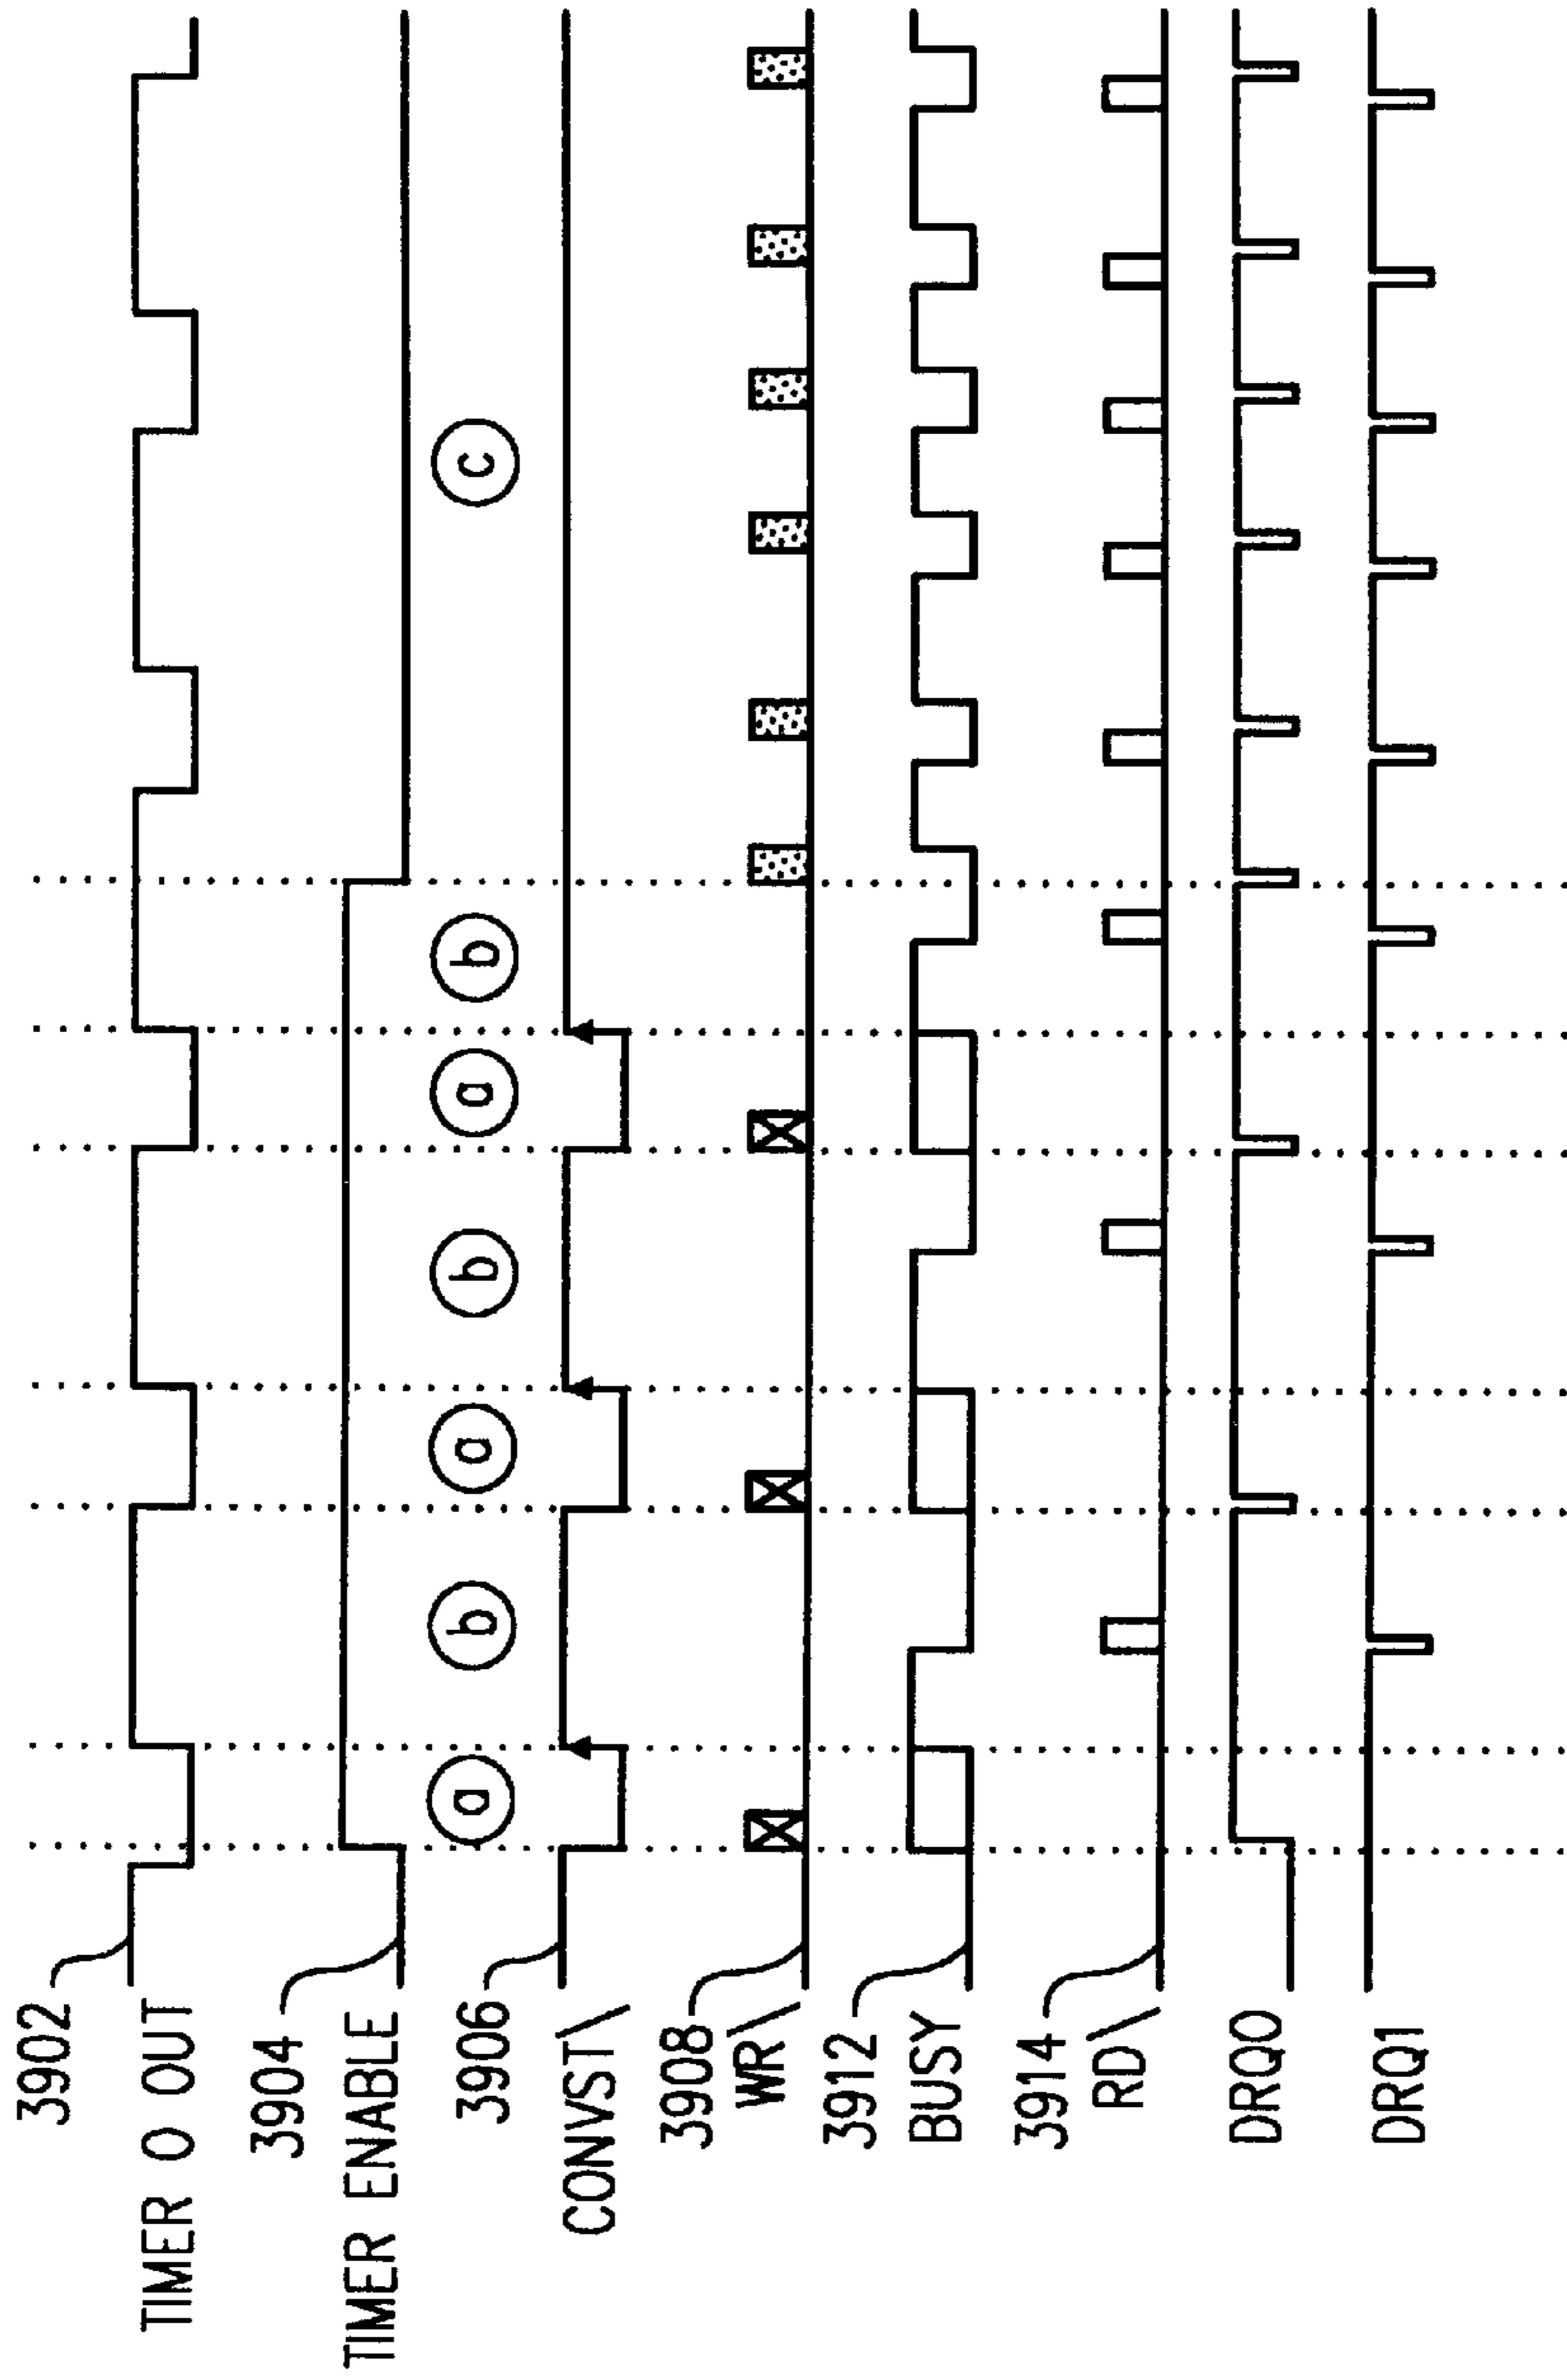 3902
TIMER 0 OUT
3904
TIMER ENABLE
3906
CONVST\
a b a b a b c
3908
WR\
3912
BUSY
3914
RD\
DRQ0
DRQ1